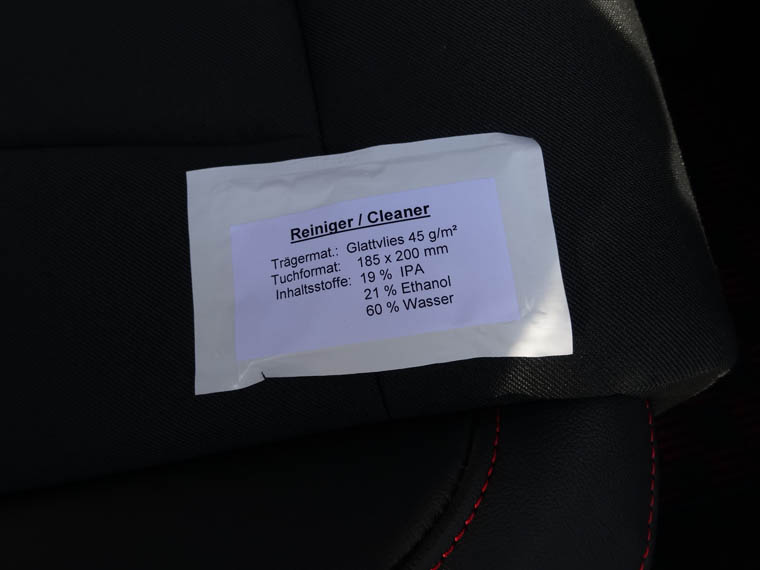 Reiniger / Cleaner
Trägermat.: Glattvlies 45 g/m²
Tuchformat: 185 x 200 mm
Inhaltsstoffe: 19 % IPA
21 % Ethanol
60 % Wasser